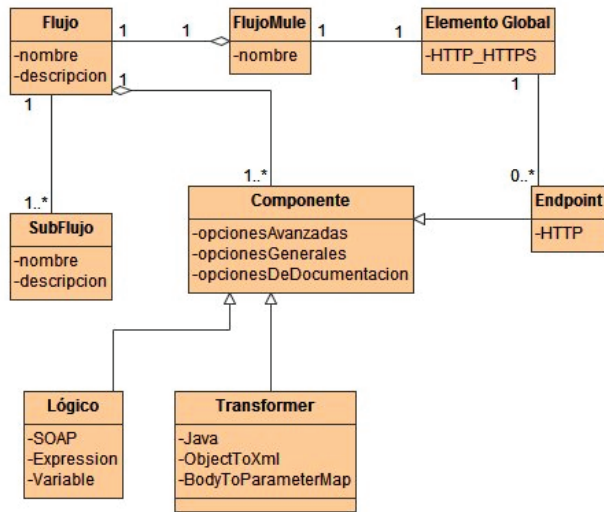 Flujo
-nombre
-descripcion
1
1
FlujoMule
-nombre
1
1
Elemento Global
-HTTP_HTTPS
1
1
1
1..*
1..*
0..*
SubFlujo
-nombre
-descripcion
Componente
-opcionesAvanzadas
-opcionesGenerales
-opcionesDeDocumentacion
Endpoint
-HTTP
Lógico
-SOAP
-Expression
-Variable
Transformer
-Java
-ObjectToXml
-BodyToParameterMap